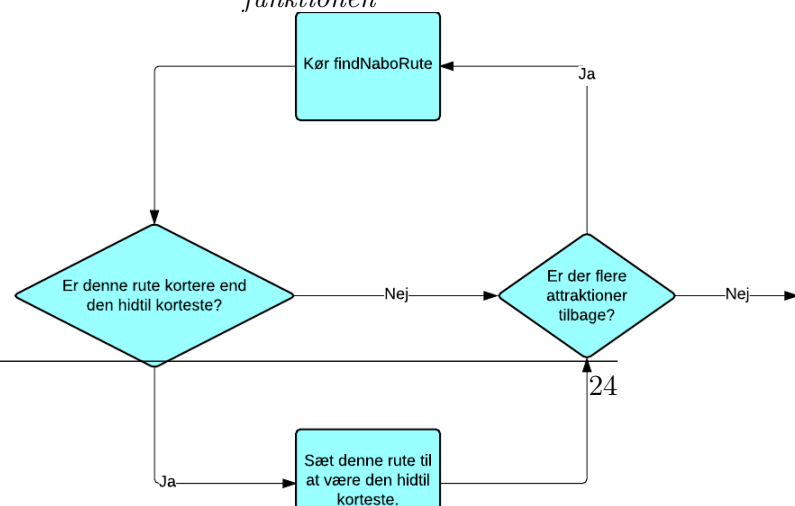 funktionen
Kør findNaboRute
Ja
Er denne rute kortere end
den hidtil korteste?
Nej
Er der flere
attraktioner
tilbage?
Nej
24
Ja
Sæt denne rute til
at være den hidtil
korteste.